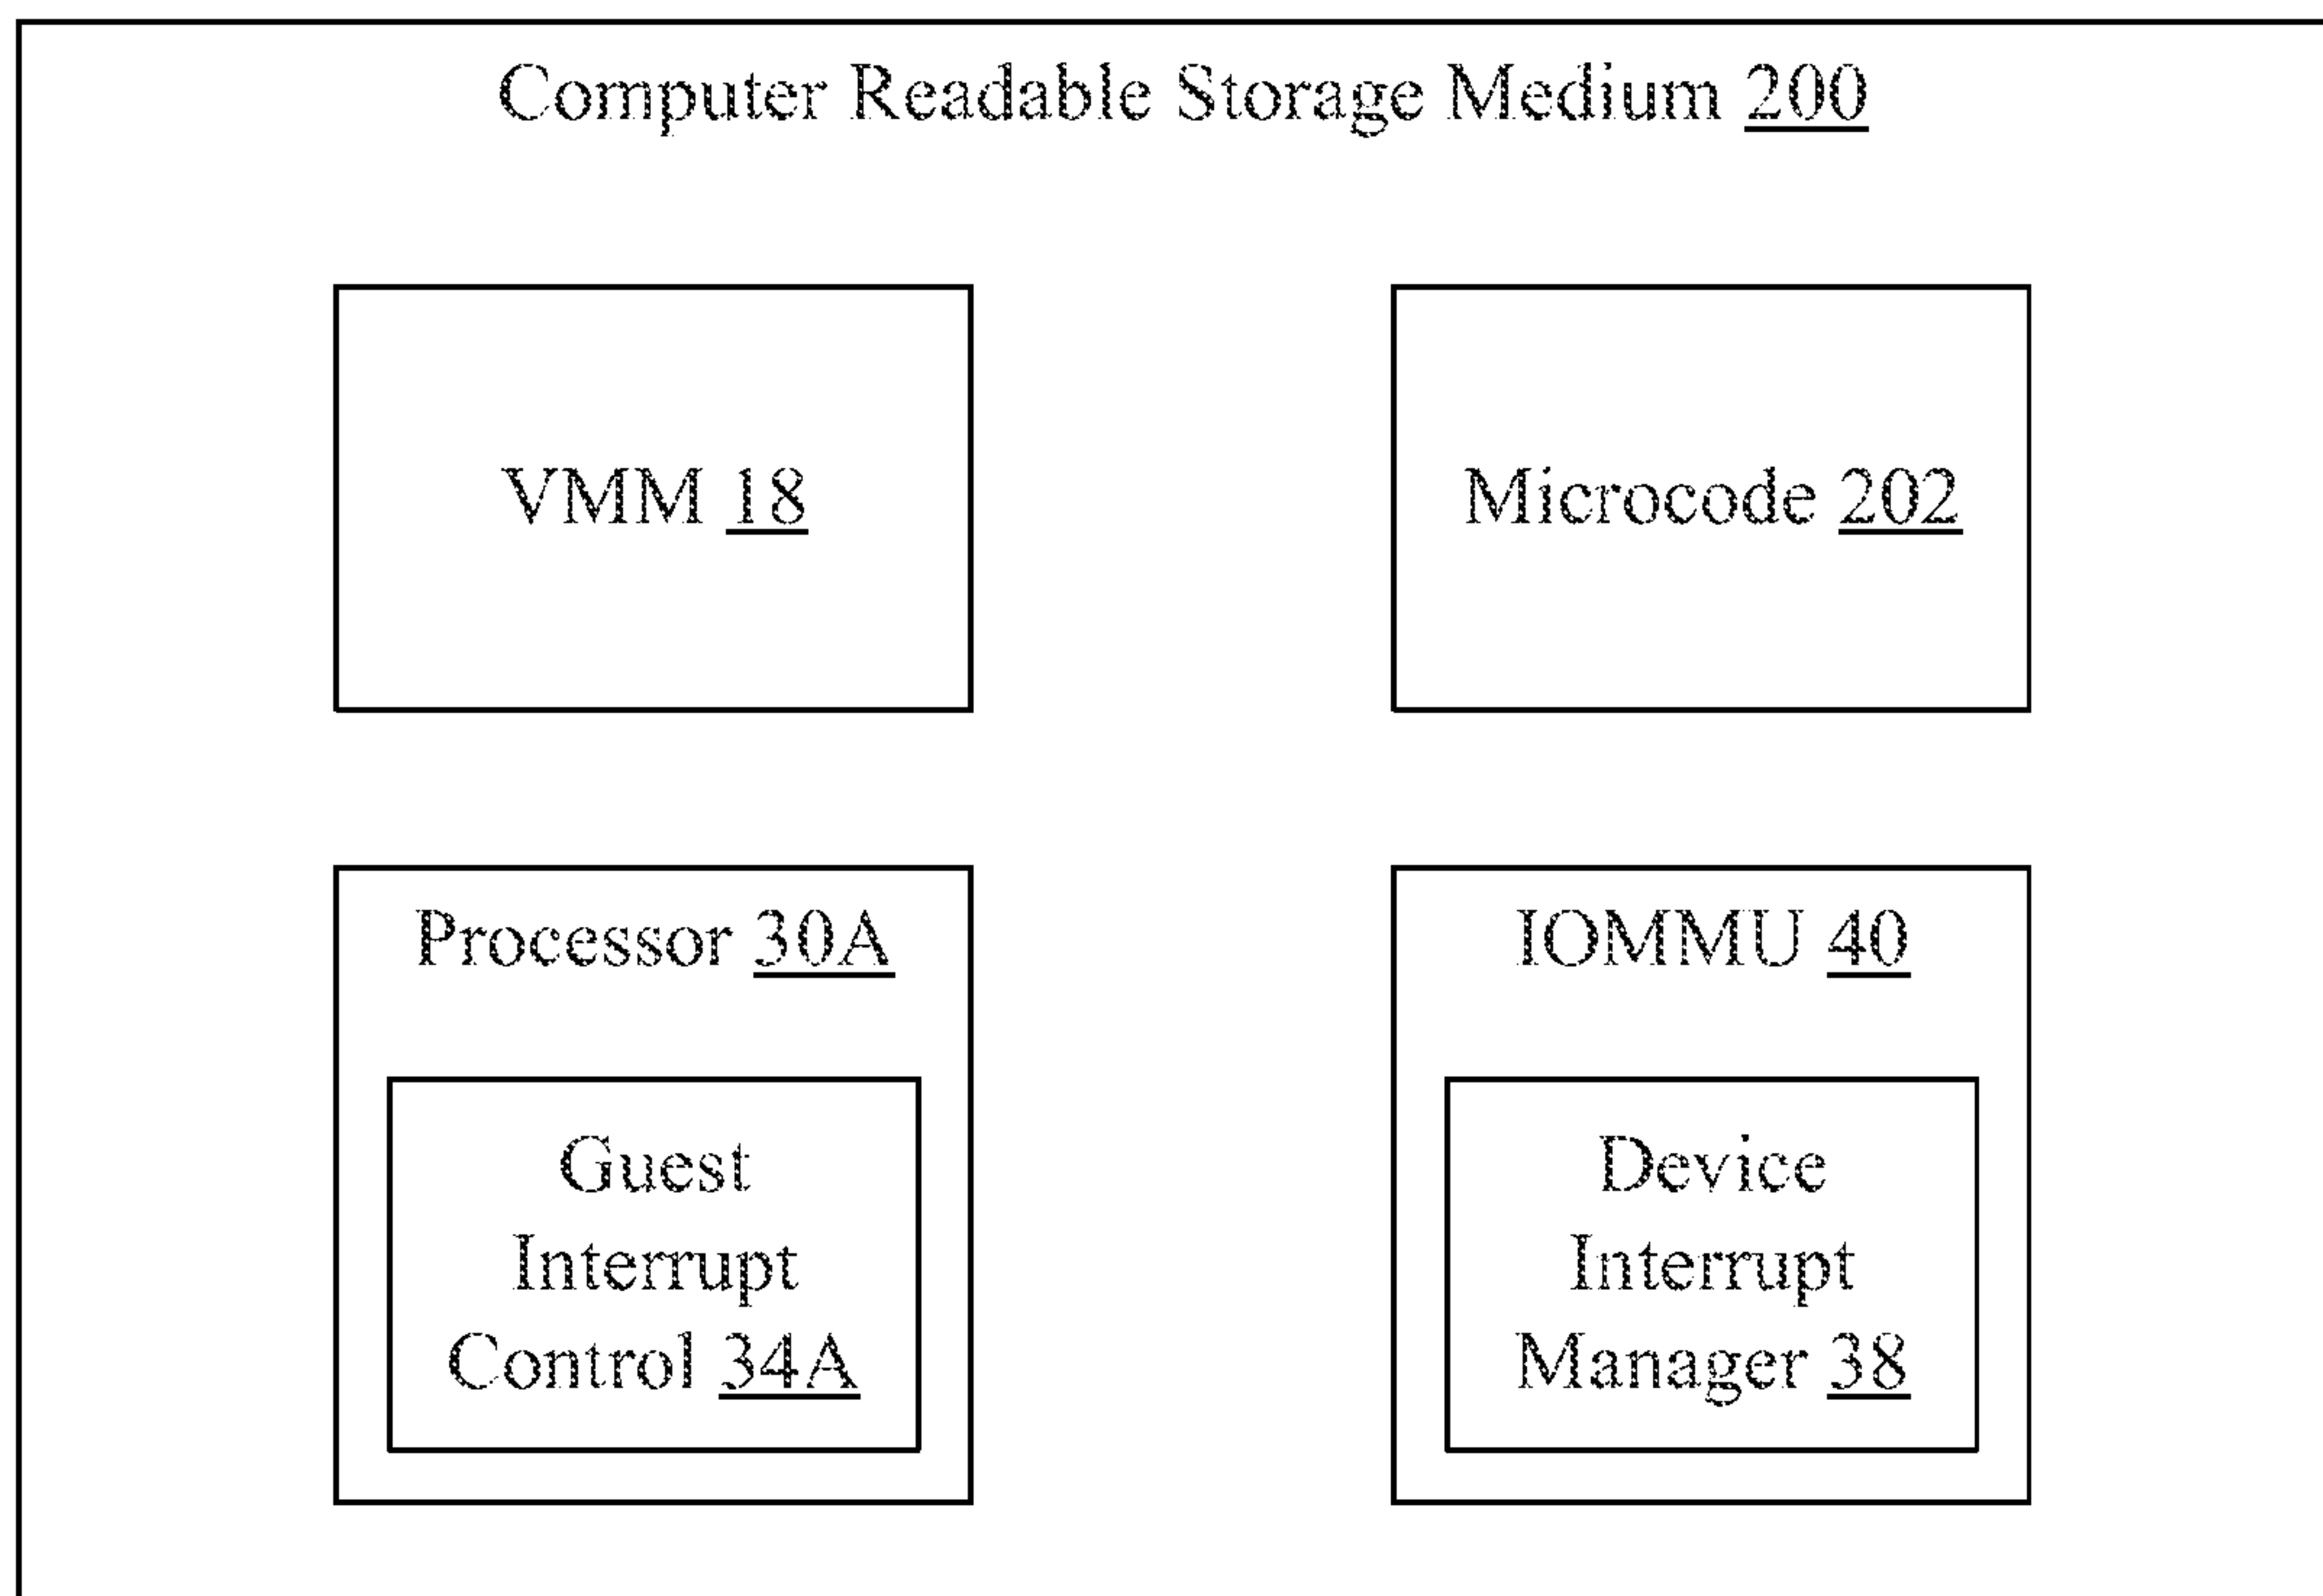 Computer Readable Storage Medium 200
VMM 18
Microcode 202
Processor 30A
IOMMU 40
Guest
Interrupt
Control 34A
Device
Interrupt
Manager 38